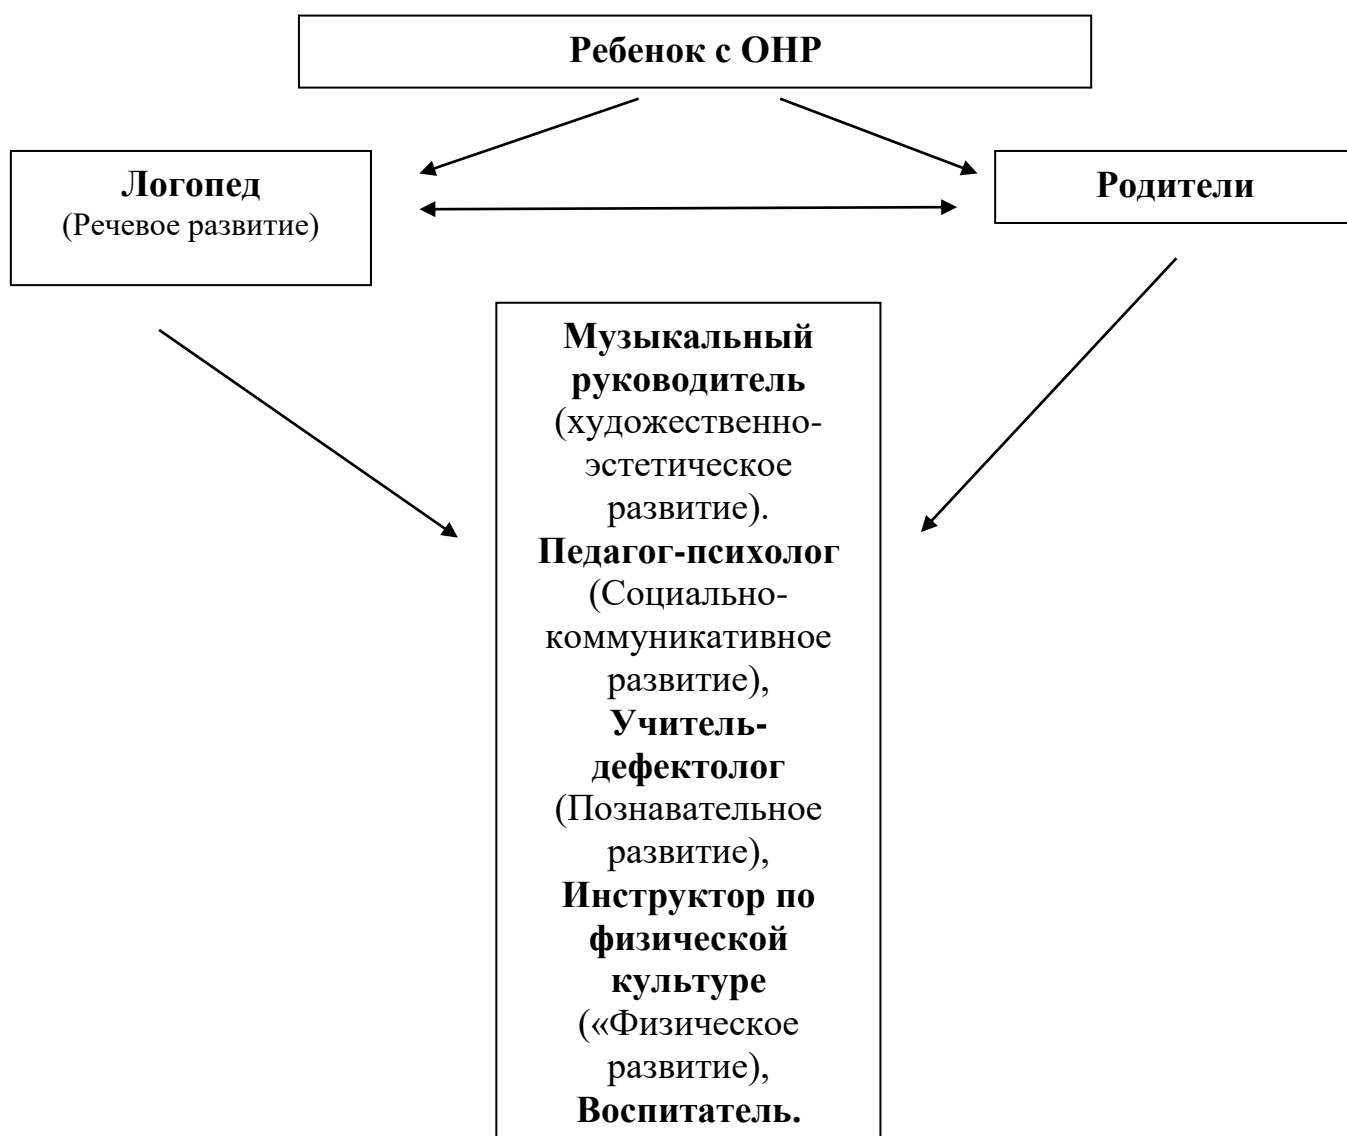 Ребенок с ОНР
Логопед
(Речевое развитие)
Родители
Музыкальный
руководитель
(художественно-
эстетическое
развитие).
Педагог-психолог
(Социально-
коммуникативное
развитие),
Учитель-
дефектолог
(Познавательное
развитие),
Инструктор по
физической
культуре
(«Физическое
развитие),
Воспитатель.